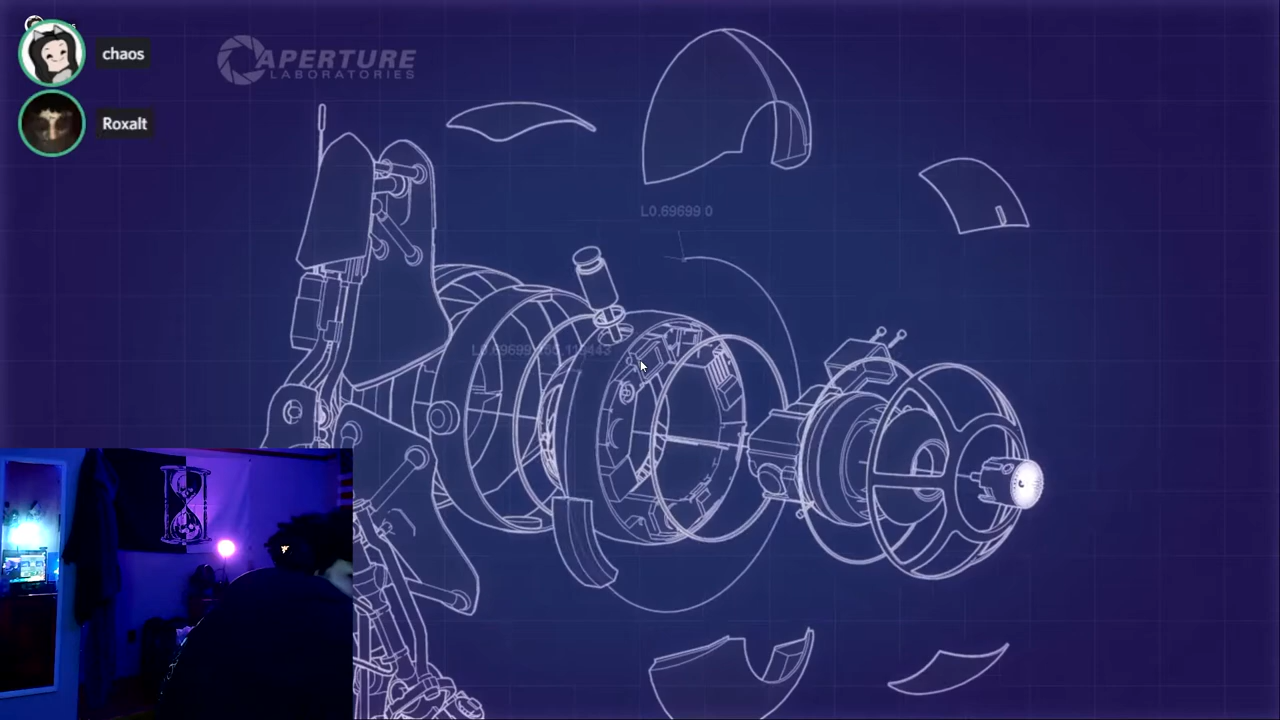 chaos
APERTURE
LABORATORIES
Roxalt
L0.69699 0